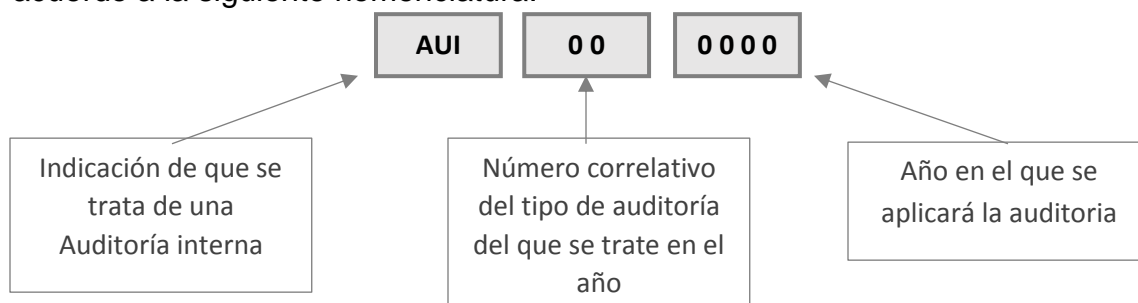 acuerdo a la siguiente nomenclatura:
AUI 0 0 0 0 0 0
Indicación de que se
trata de una
Auditoría interna
Número correlativo
del tipo de auditoría
del que se trate en el
año
Año en el que se
aplicará la auditoria